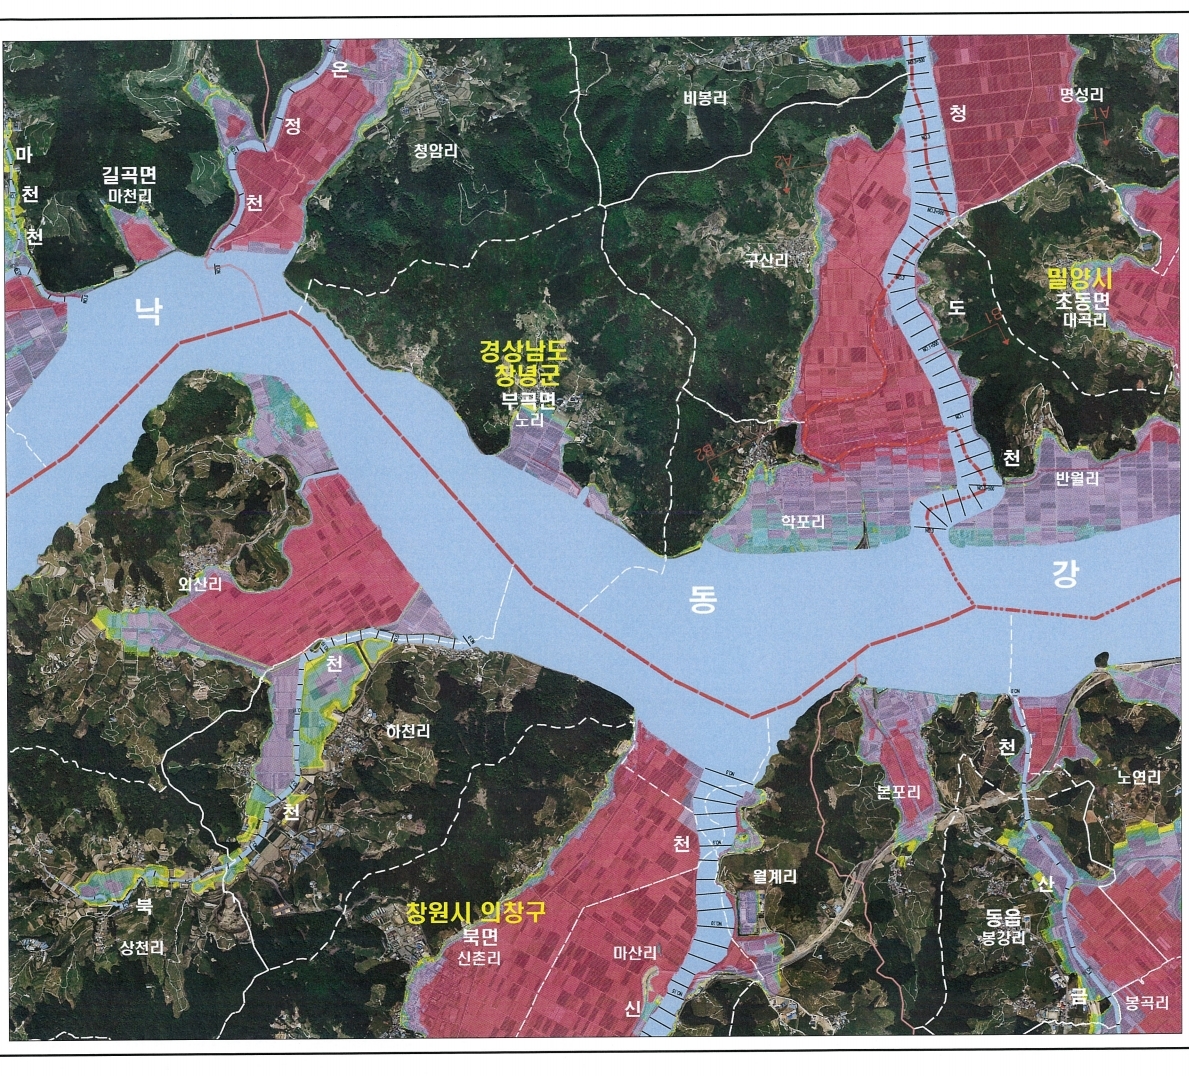 온
청
명성리
비봉리
정
청암리
마
천
천
길곡면
마천리
천
구산리
밀양시
초동면
대곡리
도
낙
경상남도
창녕군
부곡면
노리
천
반월리
학포리
강
동
외산리
천
하천리
천
노연리
본포리
천
천
월계리
산
북
상천리
창원시 의창구
북면
신촌리
마산리
동읍
봉강리
금
봉곡리
신
A1
A2
B1
B2